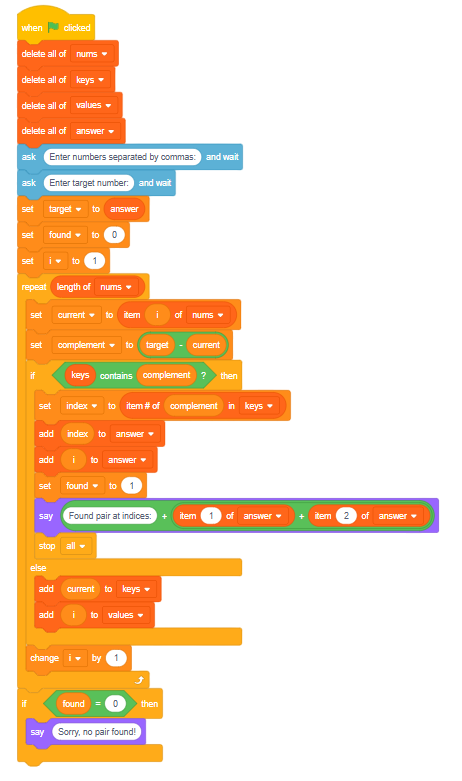 when clicked
delete all of nums
delete all of keys
delete all of values
delete all of answer
ask Enter numbers separated by commas: and wait
ask Enter target number: and wait
set target to answer
set found to 0
set i to 1
repeat length of nums
set current to item i of nums
set complement to target - current
if keys contains complement ? then
set index to item # of complement in keys
add index to answer
add i to answer
set found to 1
say Found pair at indices: + item 1 of answer + item 2 of answer
stop all
else
add current to keys
add i to values
change i by 1
if found = 0 then
say Sorry, no pair found!